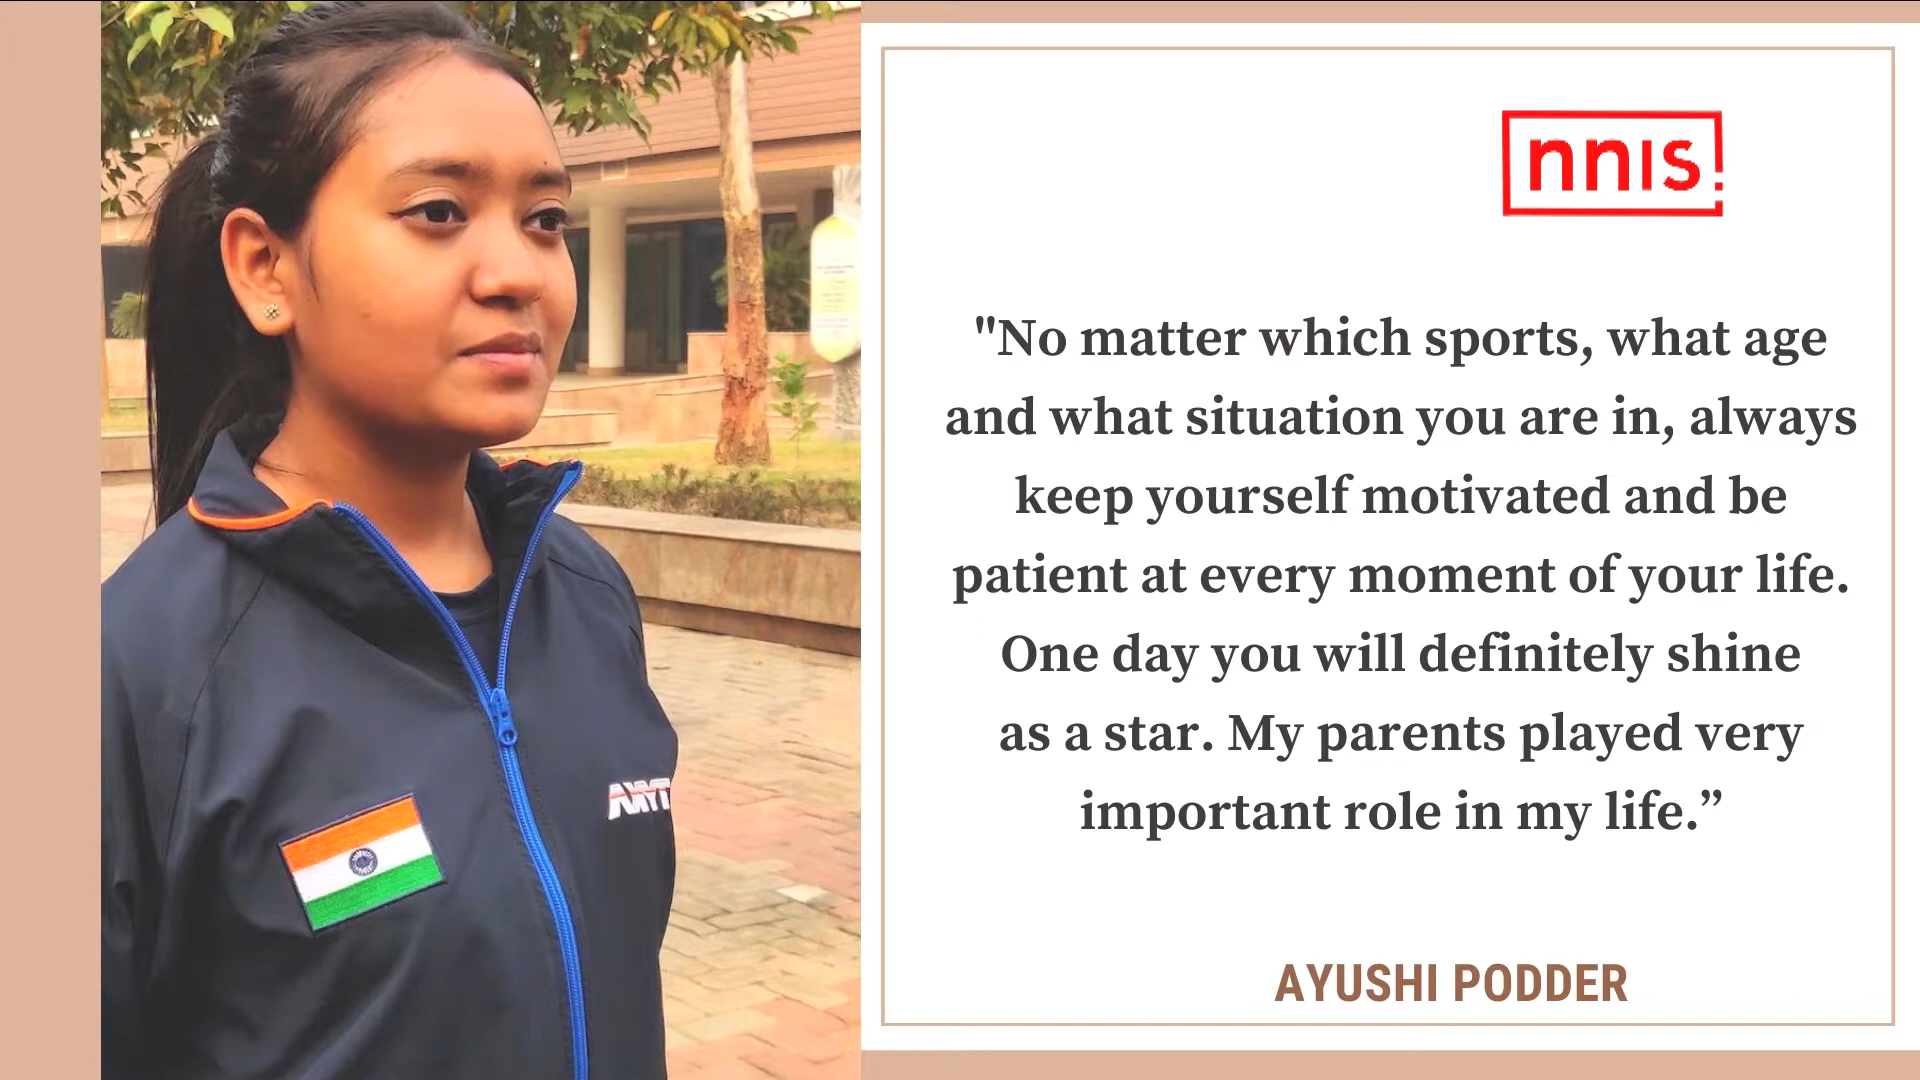 nnis
"No matter which sports, what age
and what situation you are in, always
keep yourself motivated and be
patient at every moment of your life.
One day you will definitely shine
as a star. My parents played very
important role in my life.”
AYUSHI PODDER